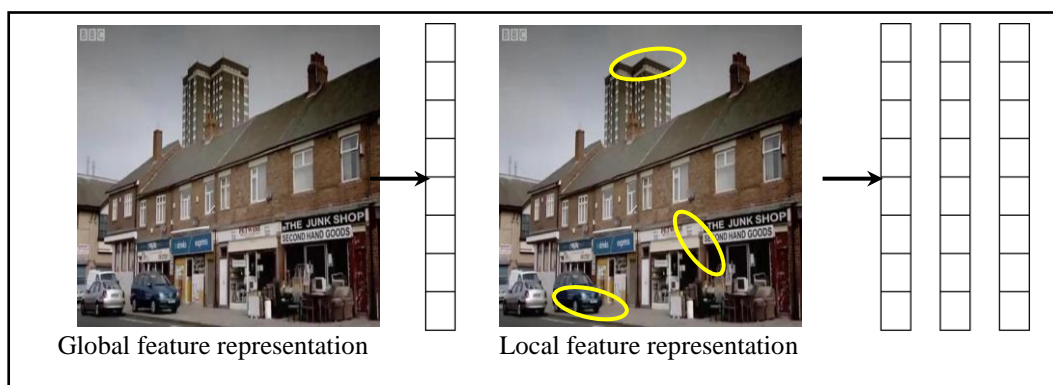 BBC
THE JUNK SHOP
SECOND HAND GOODS
BBC
THE JUNK SHOP
SECOND HAND GOODS
Global feature representation
Local feature representation